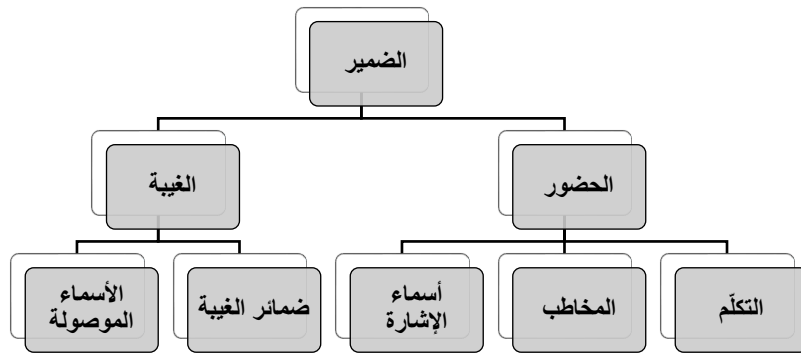 الضمير
الحضور
الغيبة
التكلّم
المخاطب
أسماء
الإشارة
ضمائر الغيبة
الأسماء
الموصولة